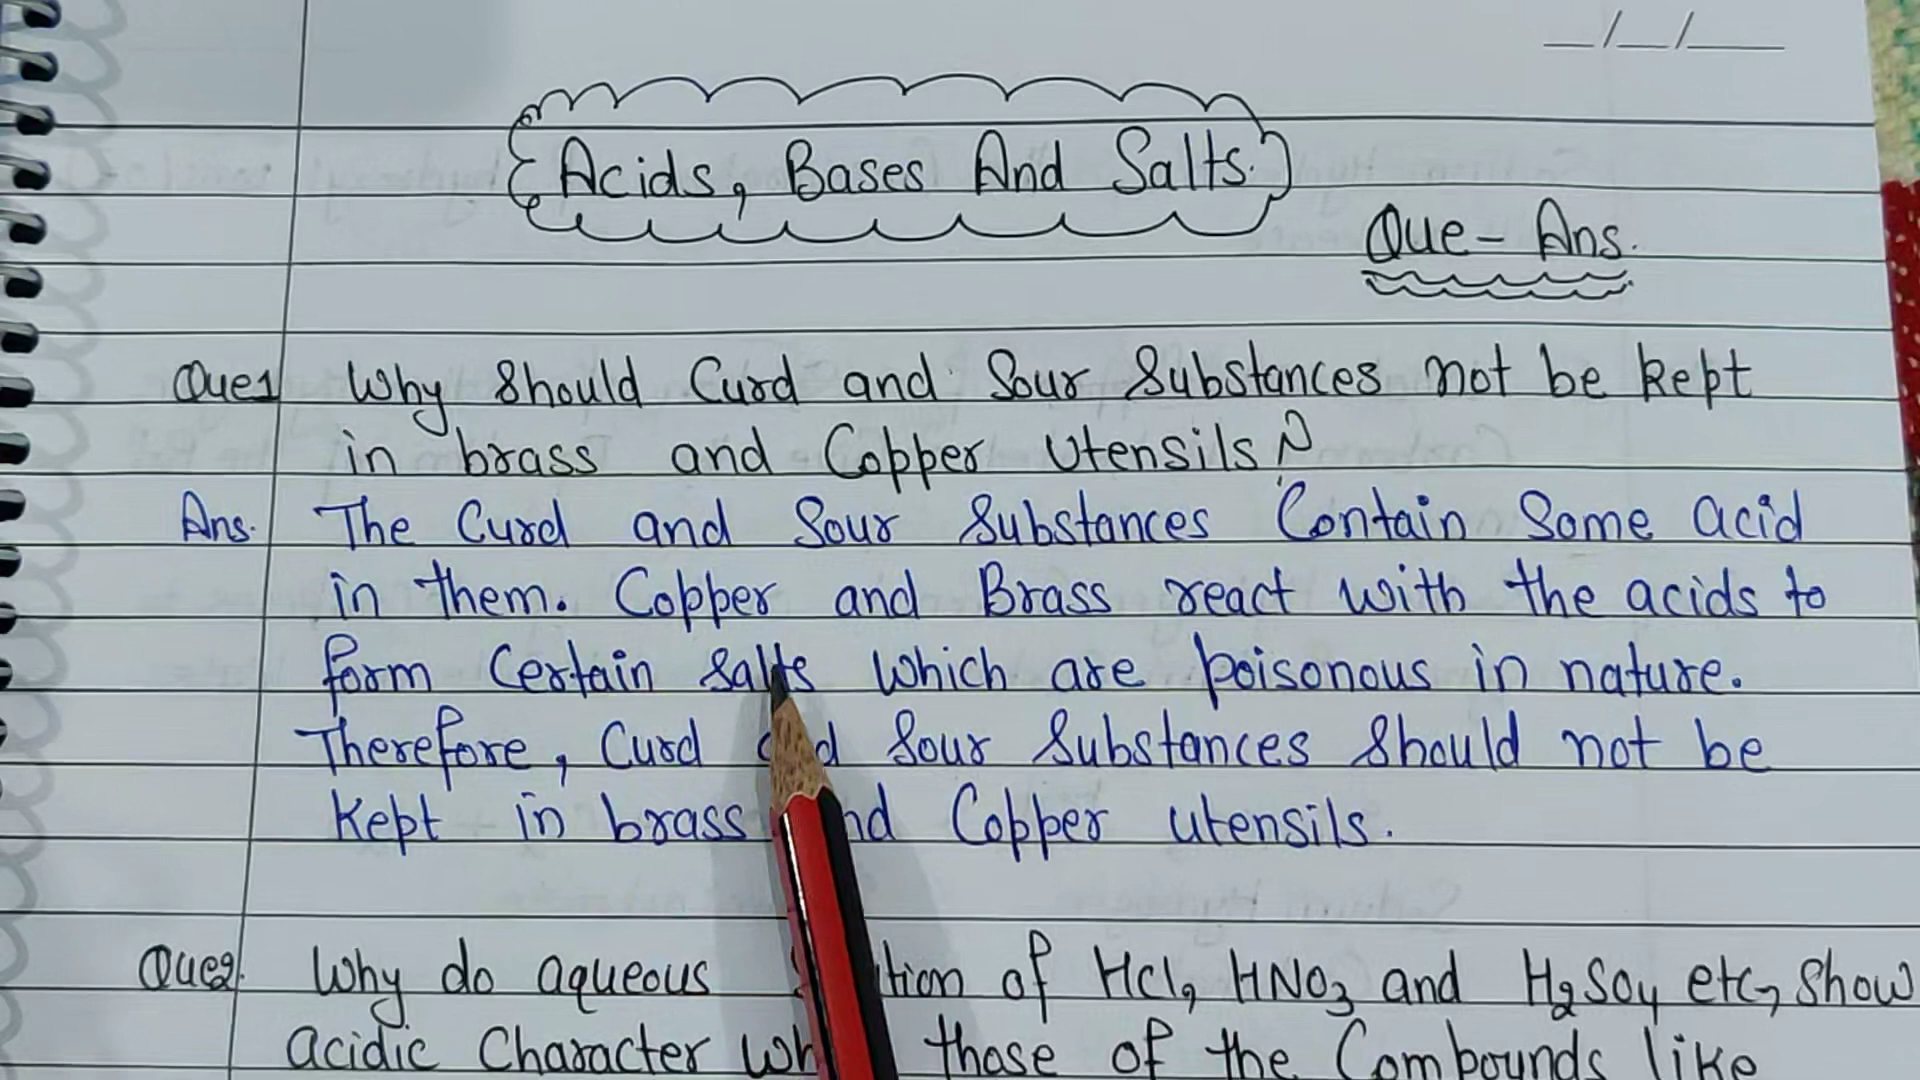 __/__/____
Acids, Bases And Salts.
Que - Ans.
Que1 Why Should Curd and Sour Substances not be kept
in brass and Copper Utensils?
Ans. The Curd and Sour Substances Contain Some acid
in them. Copper and Brass react with the acids to
form Certain Salts which are poisonous in nature.
Therefore, Curd and Sour Substances Should not be
kept in brass and Copper utensils.
Que2. Why do aqueous of HCl, HNO3 and H2SO4 etc, Show
acidic Character those of the Compounds like